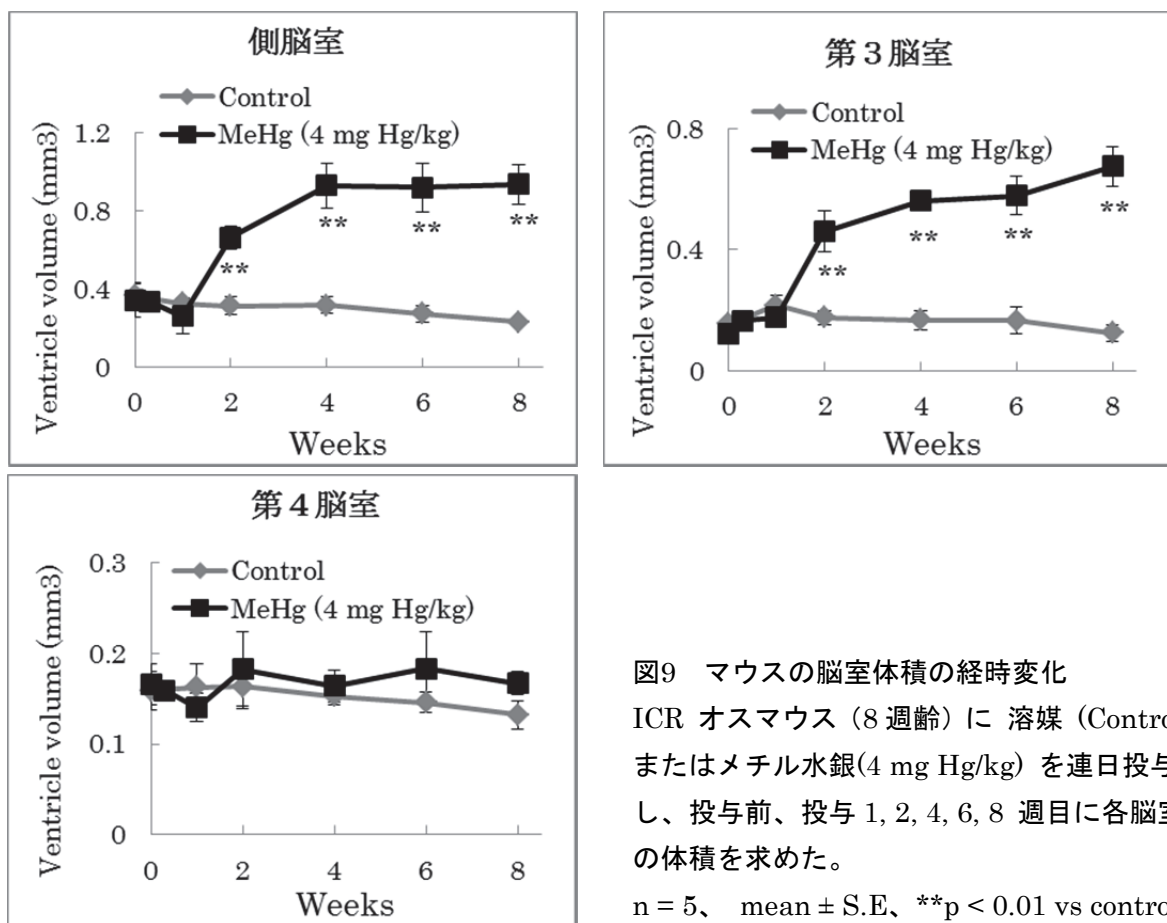 側脳室
Control
MeHg (4 mg Hg/kg)
Ventricle volume (mm3)
1.2
0.8
0.4
0
** ** ** **
0 2 4 6 8
Weeks
第３脳室
Control
MeHg (4 mg Hg/kg)
Ventricle volume (mm3)
0.8
0.4
0
** ** ** **
0 2 4 6 8
Weeks
第４脳室
Control
MeHg (4 mg Hg/kg)
Ventricle volume (mm3)
0.3
0.2
0.1
0
0 2 4 6 8
Weeks
図9 マウスの脳室体積の経時変化
ICR オスマウス（8 週齢）に 溶媒 (Contro
またはメチル水銀(4 mg Hg/kg) を連日投与
し、投与前、投与 1, 2, 4, 6, 8 週目に各脳室
の体積を求めた。
n = 5、 mean ± S.E、**p < 0.01 vs contro